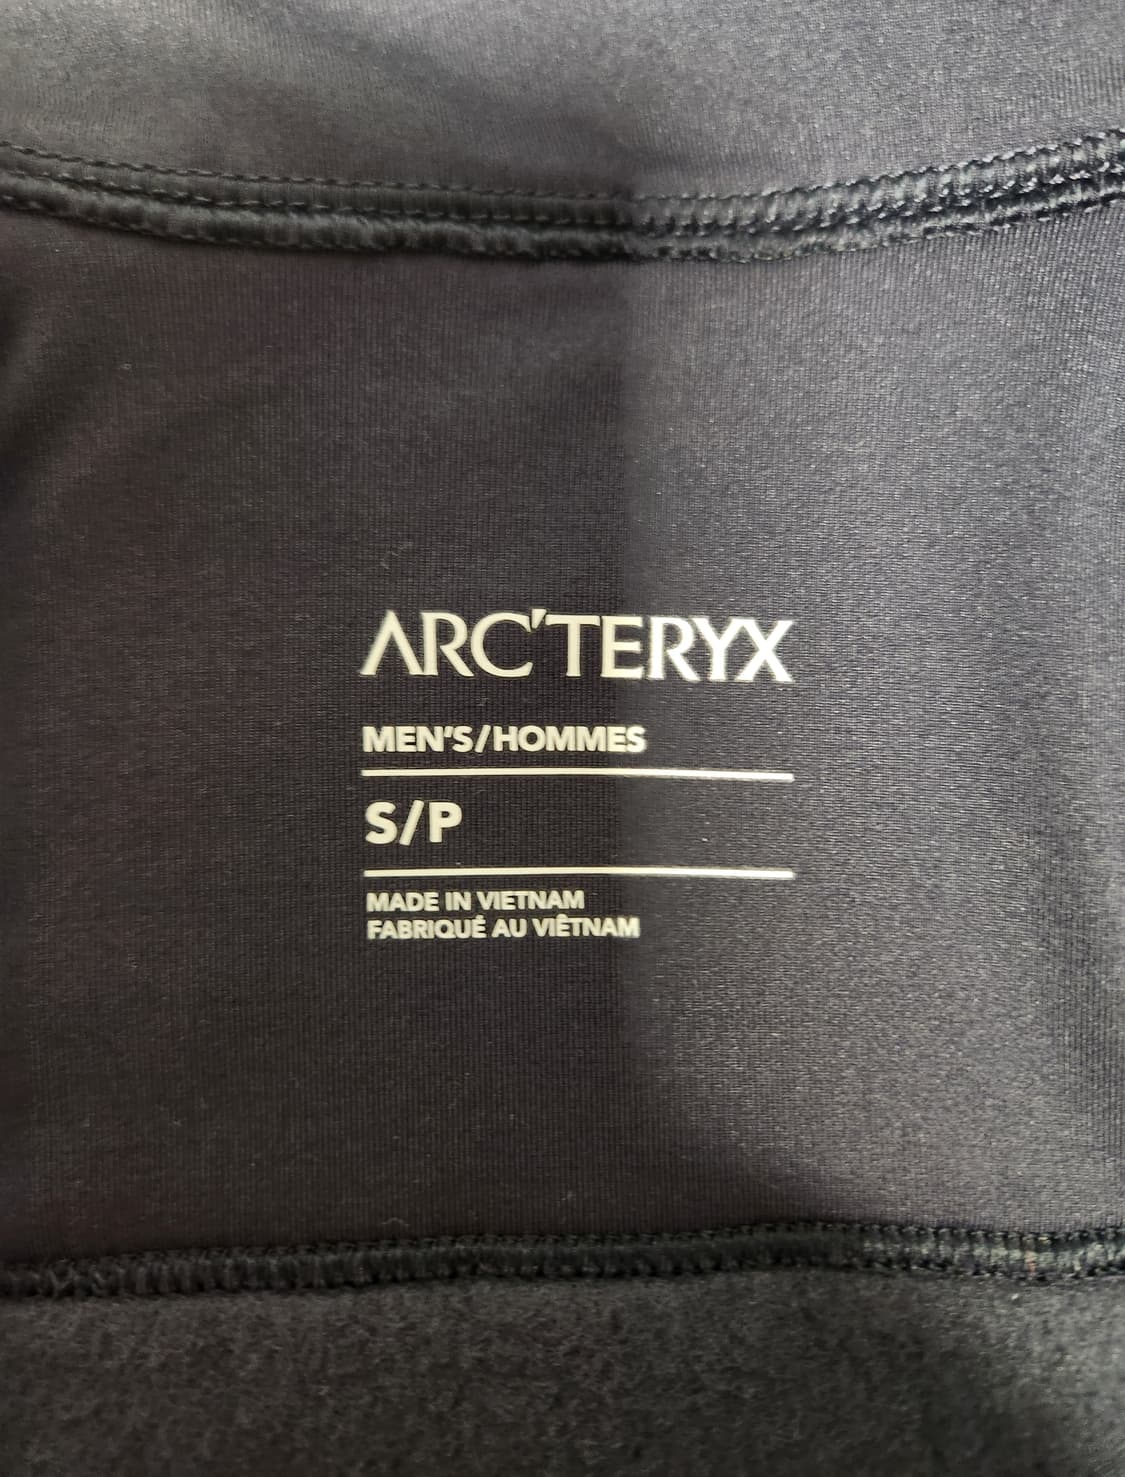 ARC'TERYX
MEN'S/HOMMES
S/P
MADE IN VIETNAM
FABRIQUÉ AU VIÊTNAM